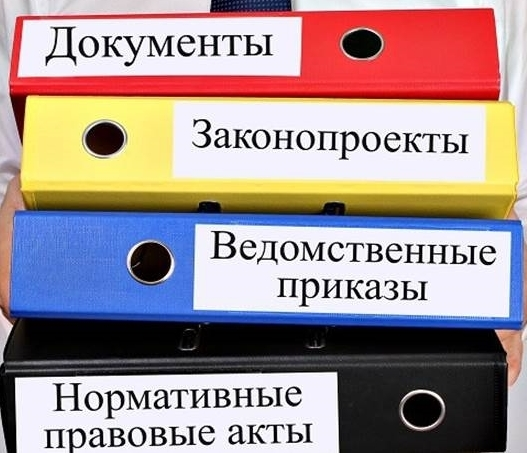 Документы
Законопроекты
Ведомственные
приказы
Нормативные
правовые акты